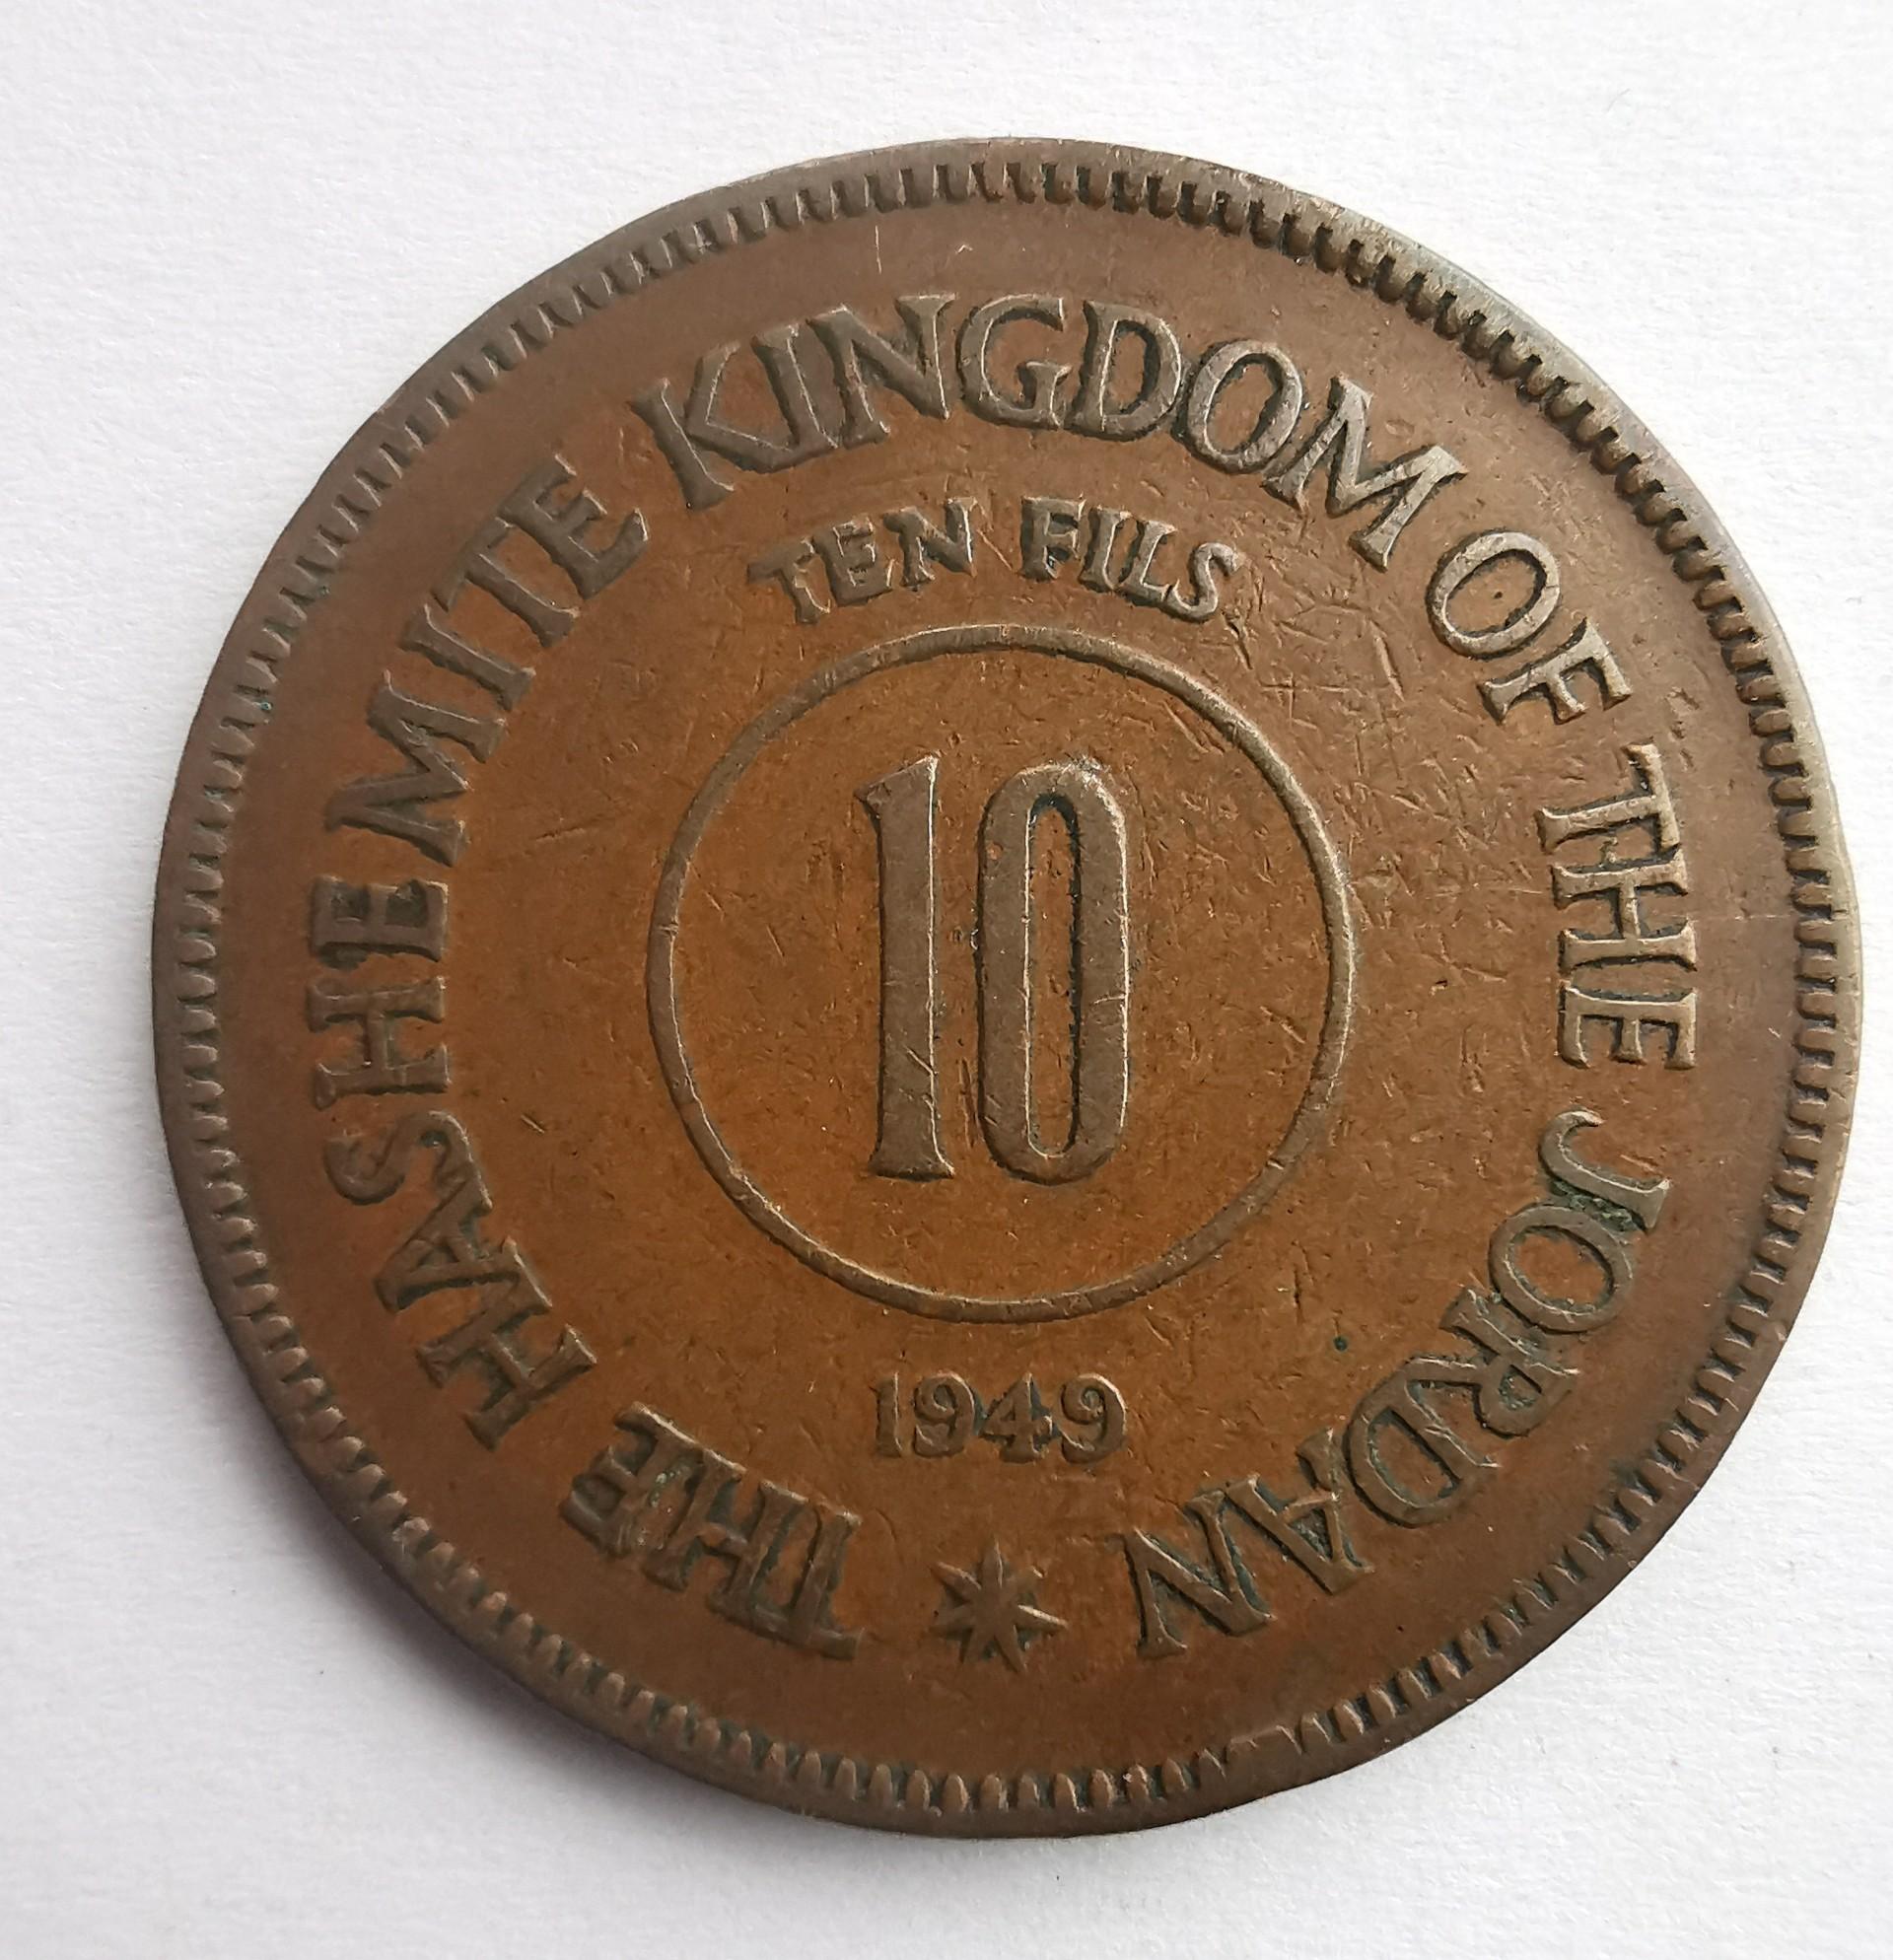 THE HASHEMITE KINGDOM OF THE JORDAN
TEN FILS
10
1949